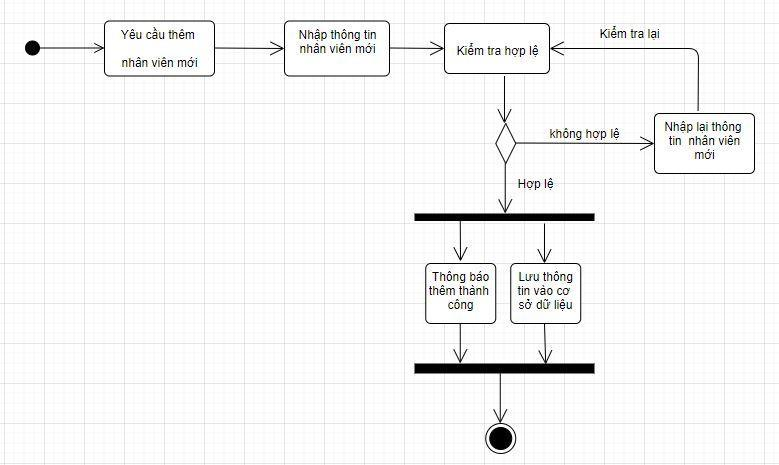 Yêu cầu thêm
nhân viên mới
Nhập thông tin
nhân viên mới
Kiểm tra hợp lệ
Kiểm tra lại
không hợp lệ
Nhập lại thông
tin nhân viên
mới
Hợp lệ
Thông báo
thêm thành
công
Lưu thông
tin vào cơ
sở dữ liệu